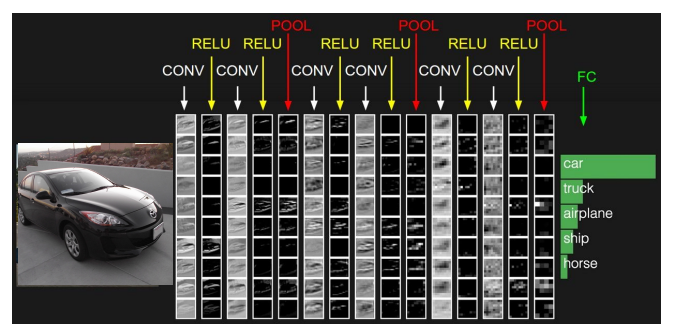 POOL POOL POOL
RELU RELU RELU RELU RELU RELU
CONV CONV CONV CONV CONV CONV
FC
car
truck
airplane
ship
horse